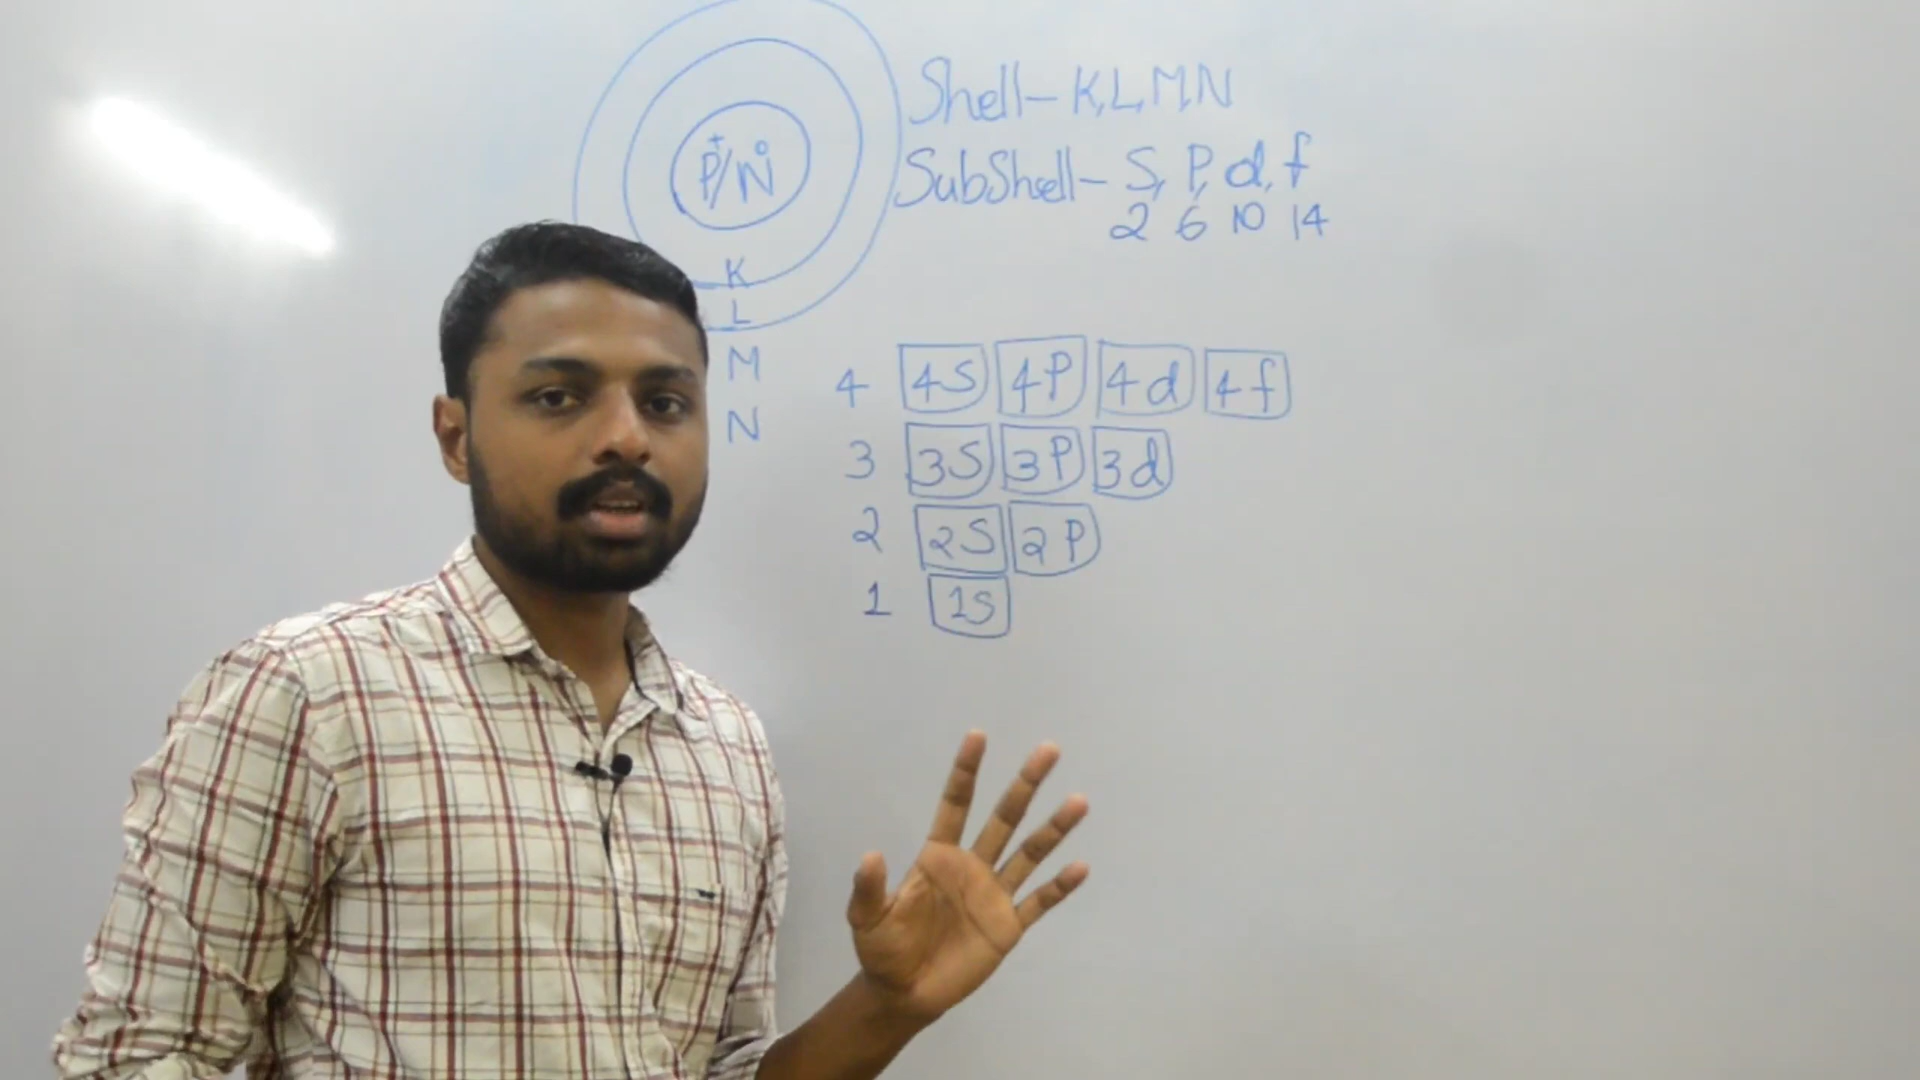 Shell- K,L,M,N
P⁺/N⁰
SubShell- S, P, d, f
2 6 10 14
K
L
M
N
4 4S 4P 4d 4f
3 3S 3P 3d
2 2S 2P
1 1S